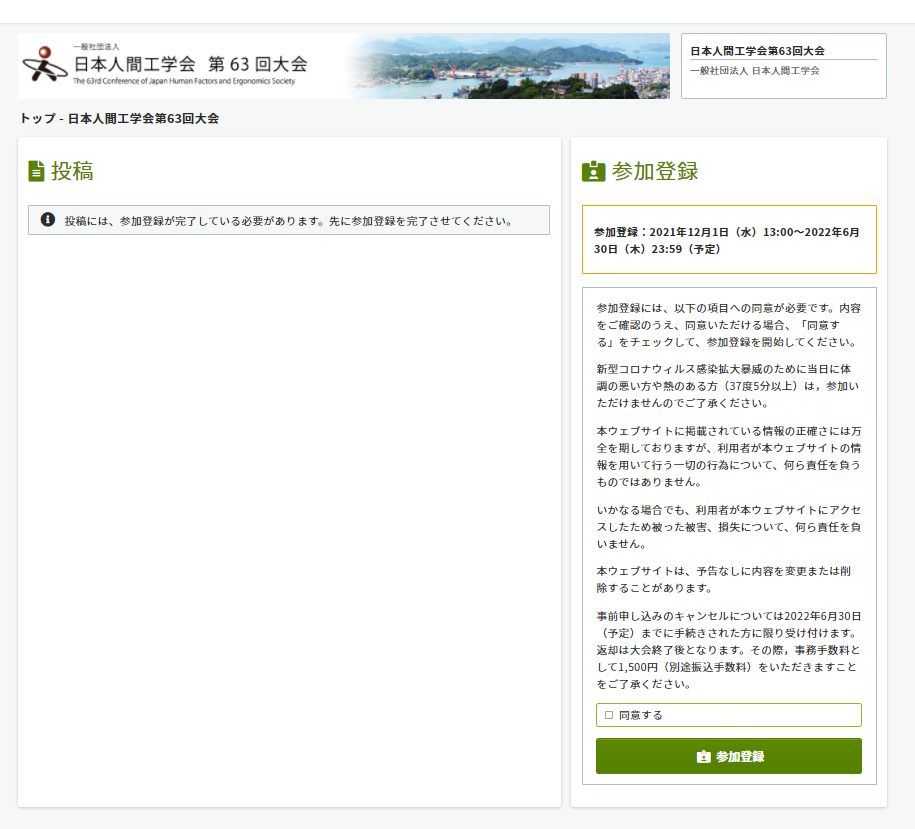 一般社団法人
日本人間工学会 第 63 回大会
The 63rd Conference of Japan Human Factors and Ergonomics Society
日本人間工学会第63回大会
一般社団法人 日本人間工学会
トップ - 日本人間工学会第63回大会
投稿
投稿には、参加登録が完了している必要があります。先に参加登録を完了させてください。
参加登録
参加登録：2021年12月1日（水）13:00〜2022年6月
30日（木）23:59（予定）
参加登録には、以下の項目への同意が必要です。内容
をご確認のうえ、同意いただける場合、「同意す
る」をチェックして、参加登録を開始してください。
新型コロナウィルス感染拡大暴威のために当日に体
調の悪い方や熱のある方（37度5分以上）は，参加い
ただけませんのでご了承ください。
本ウェブサイトに掲載されている情報の正確さには万
全を期しておりますが、利用者が本ウェブサイトの情
報を用いて行う一切の行為について、何ら責任を負う
ものではありません。
いかなる場合でも、利用者が本ウェブサイトにアクセ
スしたため被った被害、損失について、何ら責任を負
いません。
本ウェブサイトは、予告なしに内容を変更または削
除することがあります。
事前申し込みのキャンセルについては2022年6月30日
（予定）までに手続きされた方に限り受け付けます。
返却は大会終了後となります。その際，事務手数料と
して1,500円（別途振込手数料）をいただきますこと
をご了承ください。
同意する
参加登録